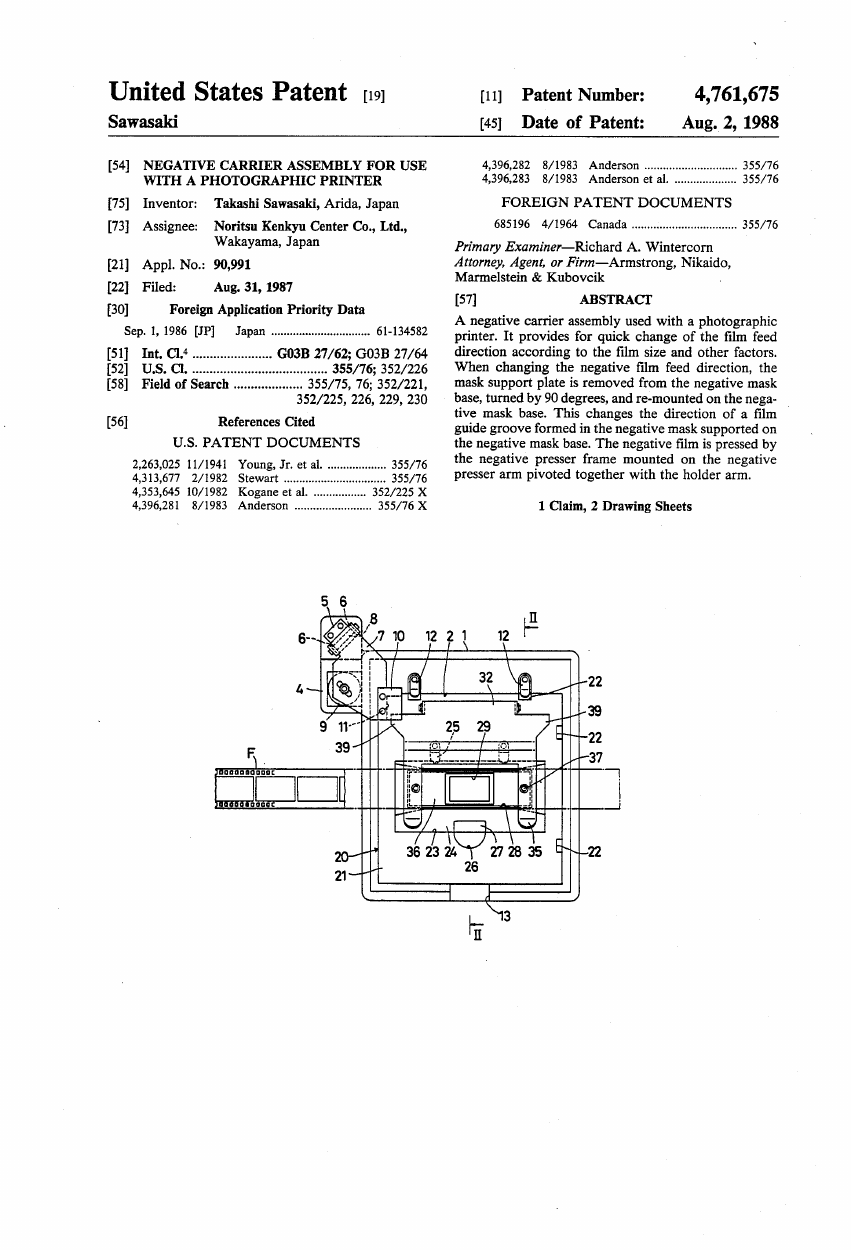 United States Patent [19]
Sawasaki
[11] Patent Number: 4,761,675
[45] Date of Patent: Aug. 2, 1988
[54] NEGATIVE CARRIER ASSEMBLY FOR USE
WITH A PHOTOGRAPHIC PRINTER
[75] Inventor: Takashi Sawasaki, Arida, Japan
[73] Assignee: Noritsu Kenkyu Center Co., Ltd.,
Wakayama, Japan
[21] Appl. No.: 90,991
[22] Filed: Aug. 31, 1987
[30] Foreign Application Priority Data
Sep. 1, 1986 [JP] Japan ................................ 61-134582
[51] Int. Cl.4 ....................... G03B 27/62; G03B 27/64
[52] U.S. Cl. ....................................... 355/76; 352/226
[58] Field of Search .................... 355/75, 76; 352/221,
352/225, 226, 229, 230
[56] References Cited
U.S. PATENT DOCUMENTS
2,263,025 11/1941 Young, Jr. et al. ................... 355/76
4,313,677 2/1982 Stewart ................................. 355/76
4,353,645 10/1982 Kogane et al. ................. 352/225 X
4,396,281 8/1983 Anderson ......................... 355/76 X
4,396,282 8/1983 Anderson .............................. 355/76
4,396,283 8/1983 Anderson et al. .................... 355/76
FOREIGN PATENT DOCUMENTS
685196 4/1964 Canada .................................. 355/76
Primary Examiner—Richard A. Wintercorn
Attorney, Agent, or Firm—Armstrong, Nikaido,
Marmelstein & Kubovcik
[57] ABSTRACT
A negative carrier assembly used with a photographic
printer. It provides for quick change of the film feed
direction according to the film size and other factors.
When changing the negative film feed direction, the
mask support plate is removed from the negative mask
base, turned by 90 degrees, and re-mounted on the nega-
tive mask base. This changes the direction of a film
guide groove formed in the negative mask supported on
the negative mask base. The negative film is pressed by
the negative presser frame mounted on the negative
presser arm pivoted together with the holder arm.
1 Claim, 2 Drawing Sheets
5 6
8
II
6 7 10 12 2 1 12
4 32 22
9 11 25 29 39
39 22
F 37
36 23 24 27 28 35 22
20 26
21
13
II